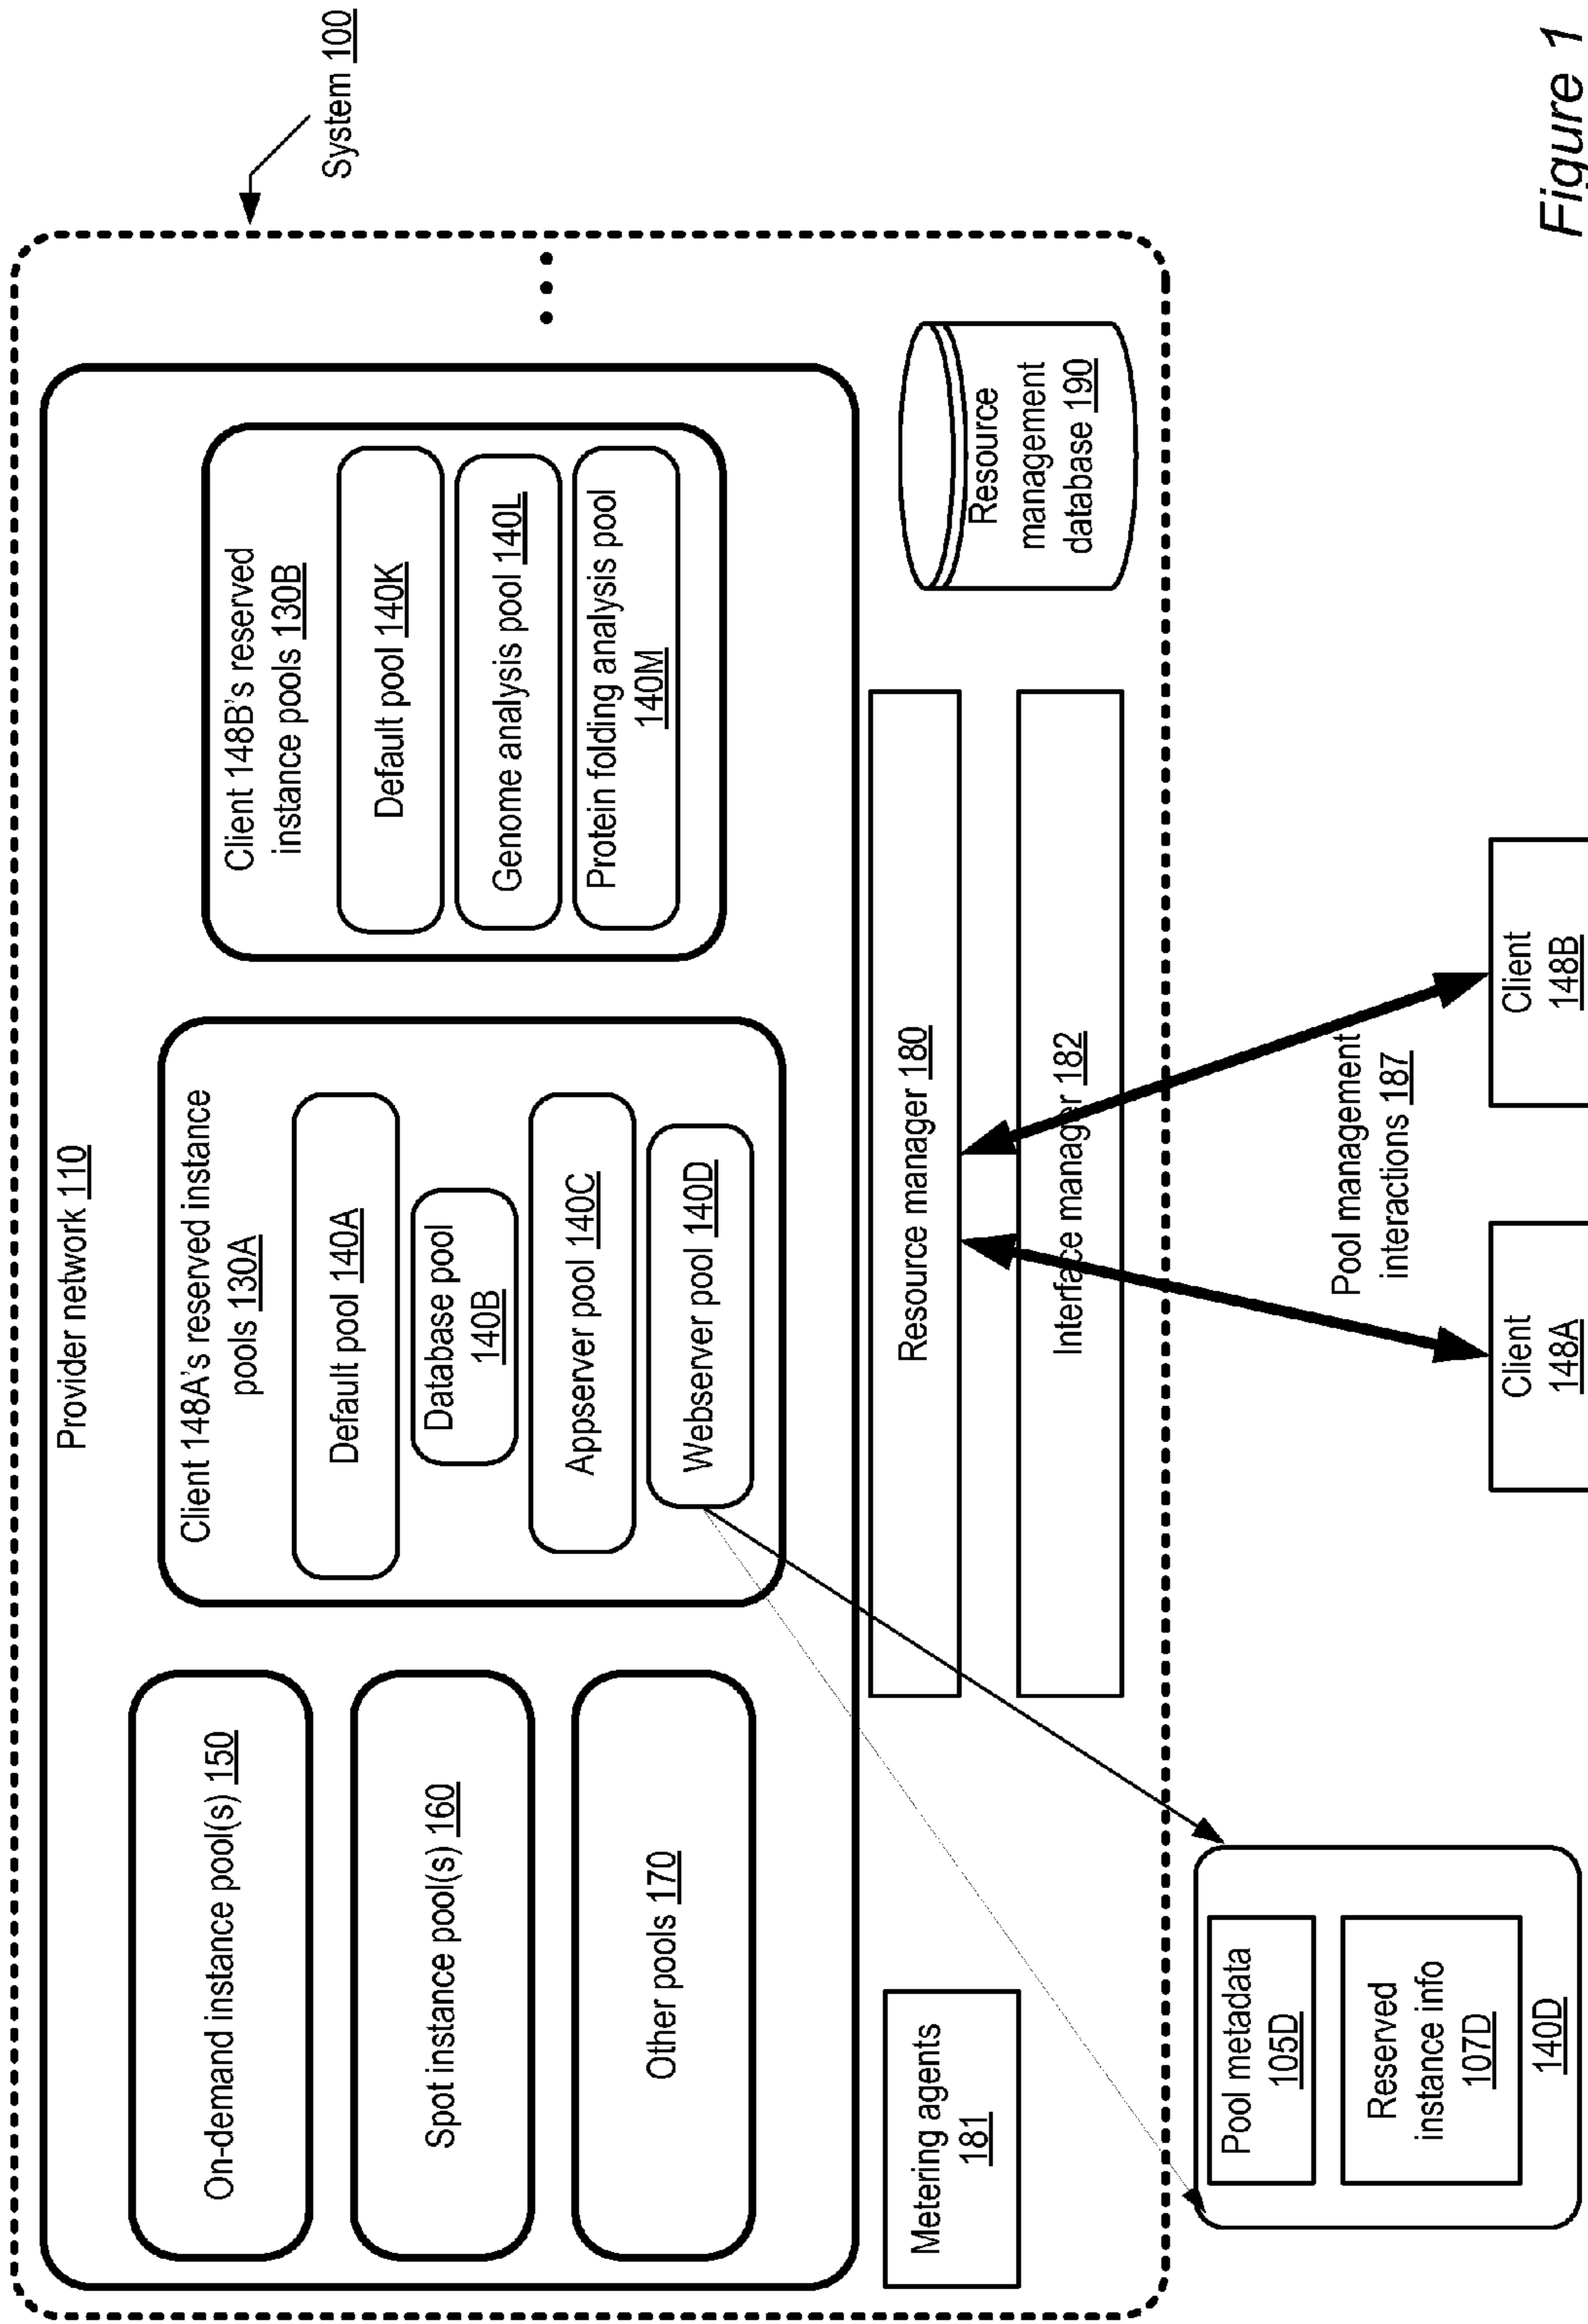 System 100
Provider network 110
On-demand instance pool(s) 150
Spot instance pool(s) 160
Other pools 170
Client 148A's reserved instance
pools 130A
Default pool 140A
Database pool
140B
Appserver pool 140C
Webserver pool 140D
Client 148B's reserved
instance pools 130B
Default pool 140K
Genome analysis pool 140L
Protein folding analysis pool
140M
Metering agents
181
Resource manager 180
Interface manager 182
Resource
management
database 190
Pool metadata
105D
Reserved
instance info
107D
140D
Pool management
interactions 187
Client
148A
Client
148B
Figure 1